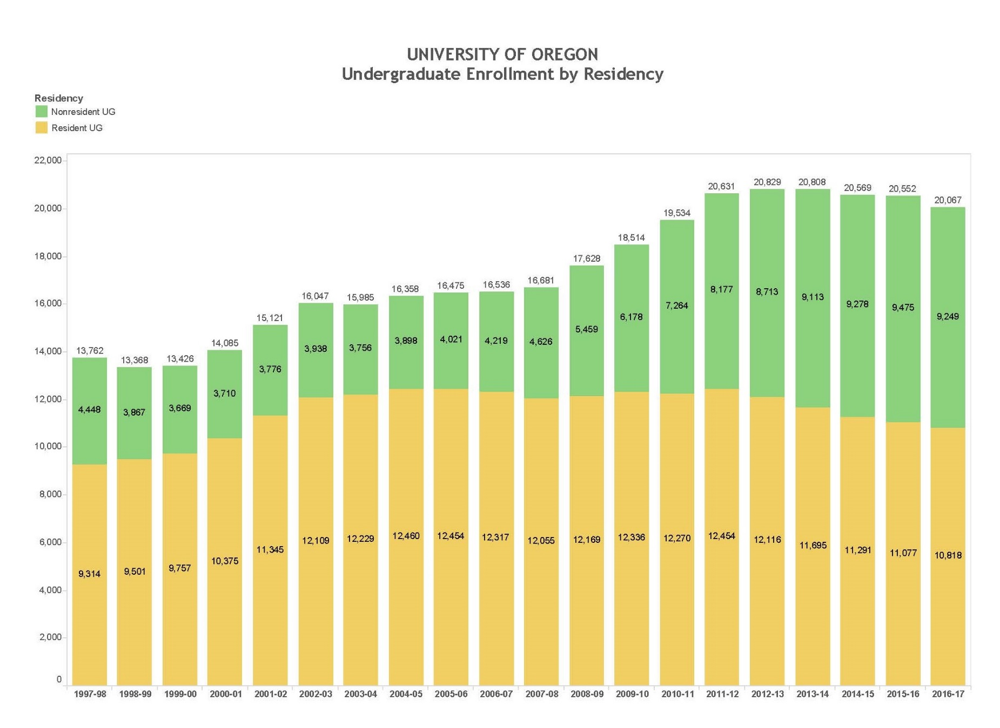 UNIVERSITY OF OREGON
Undergraduate Enrollment by Residency
Residency
Nonresident UG
Resident UG
22,000
20,000
18,000
16,000
14,000
12,000
10,000
8,000
6,000
4,000
2,000
0
13,762 13,368 13,426 14,085 15,121 16,047 15,985 16,358 16,475 16,536 16,681 17,628 18,514 19,534 20,631 20,829 20,808 20,569 20,552 20,067
4,448 3,867 3,669 3,710 3,776 3,938 3,756 3,898 4,021 4,219 4,626 5,459 6,178 7,264 8,177 8,713 9,113 9,278 9,475 9,249
9,314 9,501 9,757 10,375 11,345 12,109 12,229 12,460 12,454 12,317 12,055 12,169 12,336 12,270 12,454 12,116 11,695 11,291 11,077 10,818
1997-98 1998-99 1999-00 2000-01 2001-02 2002-03 2003-04 2004-05 2005-06 2006-07 2007-08 2008-09 2009-10 2010-11 2011-12 2012-13 2013-14 2014-15 2015-16 2016-17